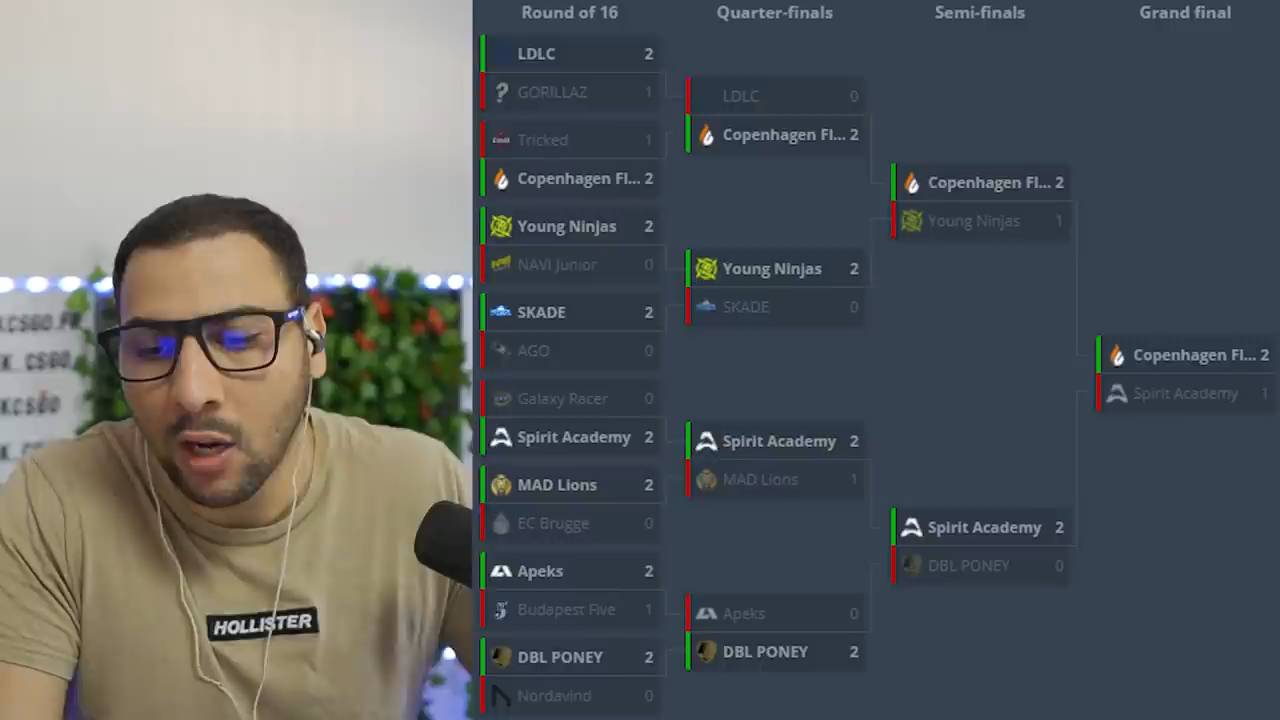 Round of 16
Quarter-finals
Semi-finals
Grand final
LDLC 2
GORILLAZ 1
Tricked 1
Copenhagen Fl... 2
Young Ninjas 2
NAVI Junior 0
SKADE 2
AGO 0
Galaxy Racer 0
Spirit Academy 2
MAD Lions 2
EC Brugge 0
Apeks 2
Budapest Five 1
DBL PONEY 2
Nordavind 0
LDLC 0
Copenhagen Fl... 2
Young Ninjas 2
SKADE 0
Spirit Academy 2
MAD Lions 1
Apeks 0
DBL PONEY 2
Copenhagen Fl... 2
Young Ninjas 1
Spirit Academy 2
DBL PONEY 0
Copenhagen Fl... 2
Spirit Academy 1
HOLLISTER